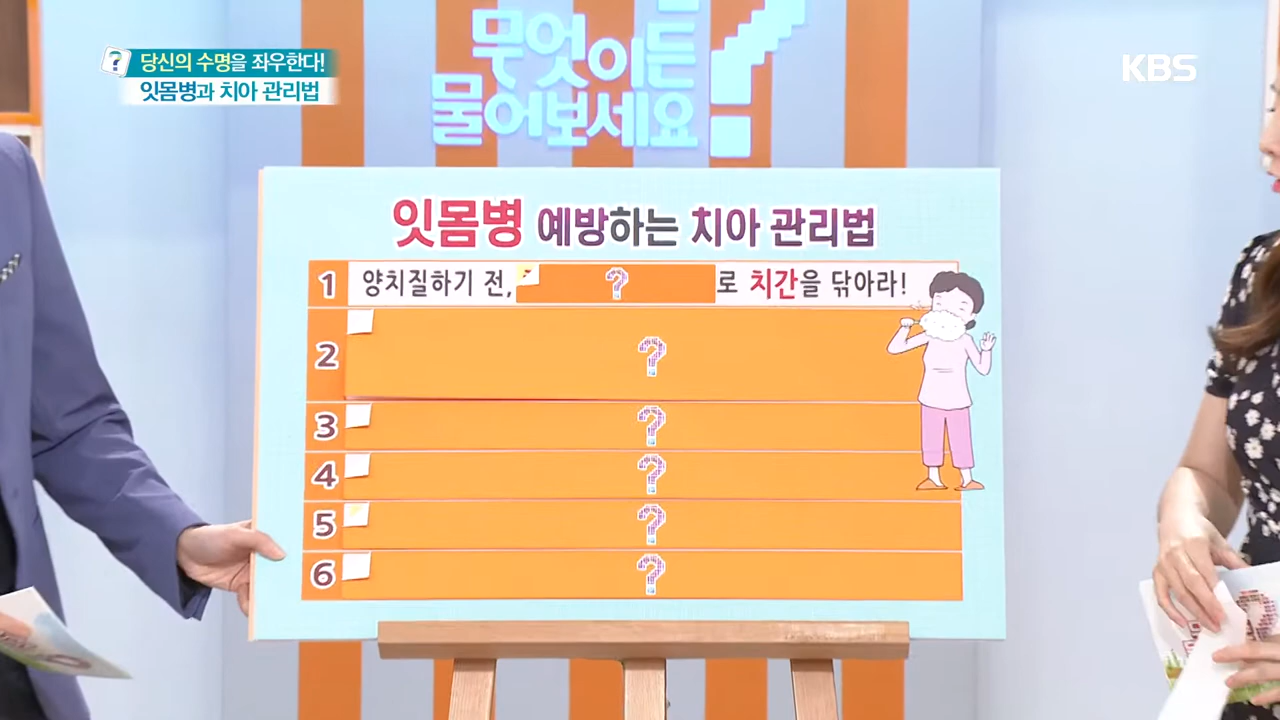 당신의 수명을 좌우한다!
잇몸병과 치아 관리법
KBS
무엇이든
물어보세요
잇몸병 예방하는 치아 관리법
1 양치질하기 전, ? 로 치간을 닦아라!
2 ?
3 ?
4 ?
5 ?
6 ?